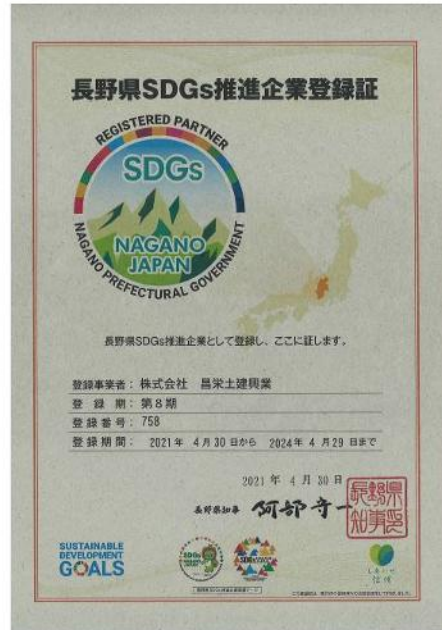 長野県SDGs推進企業登録証
REGISTERED PARTNER
SDGs
NAGANO
JAPAN
NAGANO PREFECTURAL GOVERNMENT
長野県SDGs推進企業として登録し、ここに証します。
登録事業者：株式会社　昌栄土建興業
登録期：第8期
登録番号：758
登録期間：2021年 4月30日から 2024年 4月29日まで
2021年 4月30日
長野県知事 阿部守一
長野県知事印
SUSTAINABLE
DEVELOPMENT
GOALS
しあわせ
信州